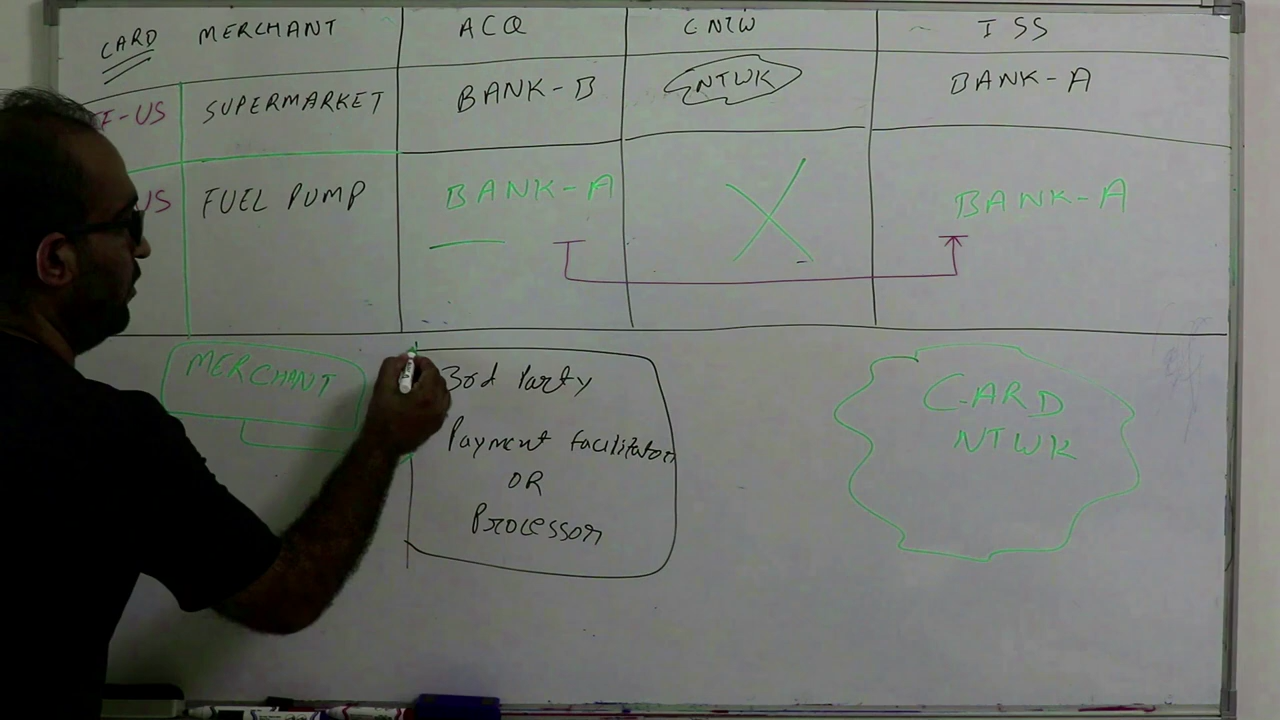 CARD MERCHANT ACQ CNTW ISS
F-US SUPERMARKET BANK-B NTWK BANK-A
US FUEL PUMP BANK-A X BANK-A
MERCHANT
3rd Party
Payment facilitator
OR
Processor
CARD
NTWK